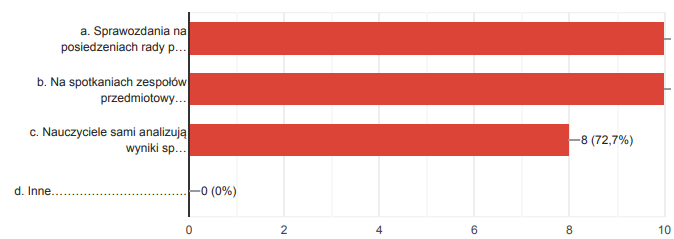 a. Sprawozdania na
posiedzeniach rady p…
b. Na spotkaniach zespołów
przedmiotowy…
c. Nauczyciele sami analizują
wyniki sp…
8 (72,7%)
d. Inne……………………………
0 (0%)
0 2 4 6 8 10